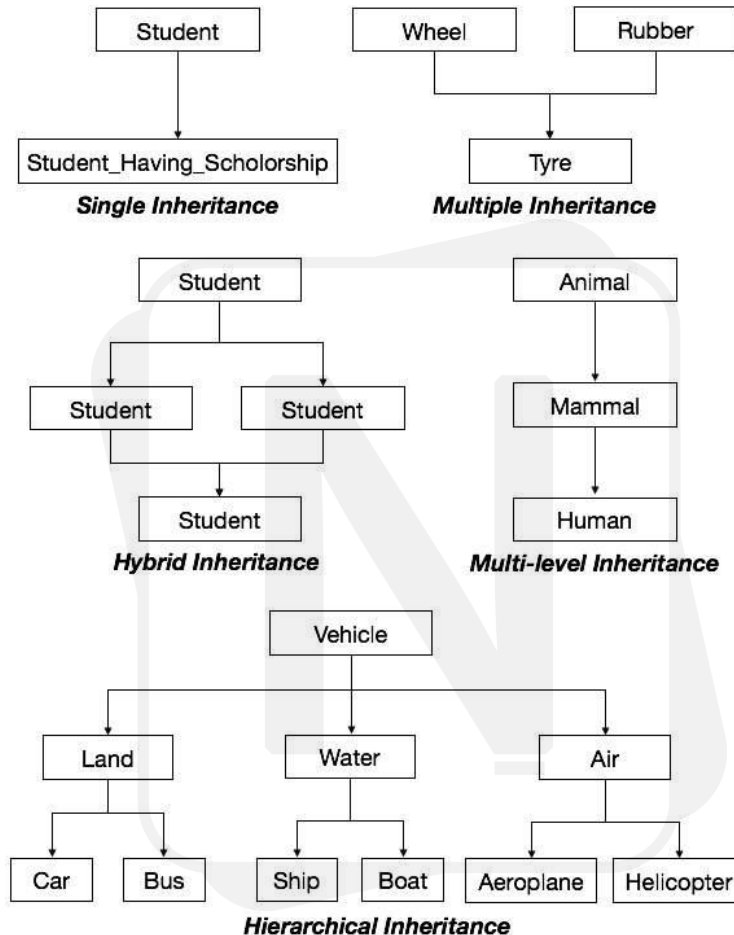 Student
Wheel
Rubber
Student_Having_Scholorship
Tyre
Single Inheritance
Multiple Inheritance
Student
Animal
Student
Student
Mammal
Student
Human
Hybrid Inheritance
Multi-level Inheritance
Vehicle
Land
Water
Air
Car
Bus
Ship
Boat
Aeroplane
Helicopter
Hierarchical Inheritance